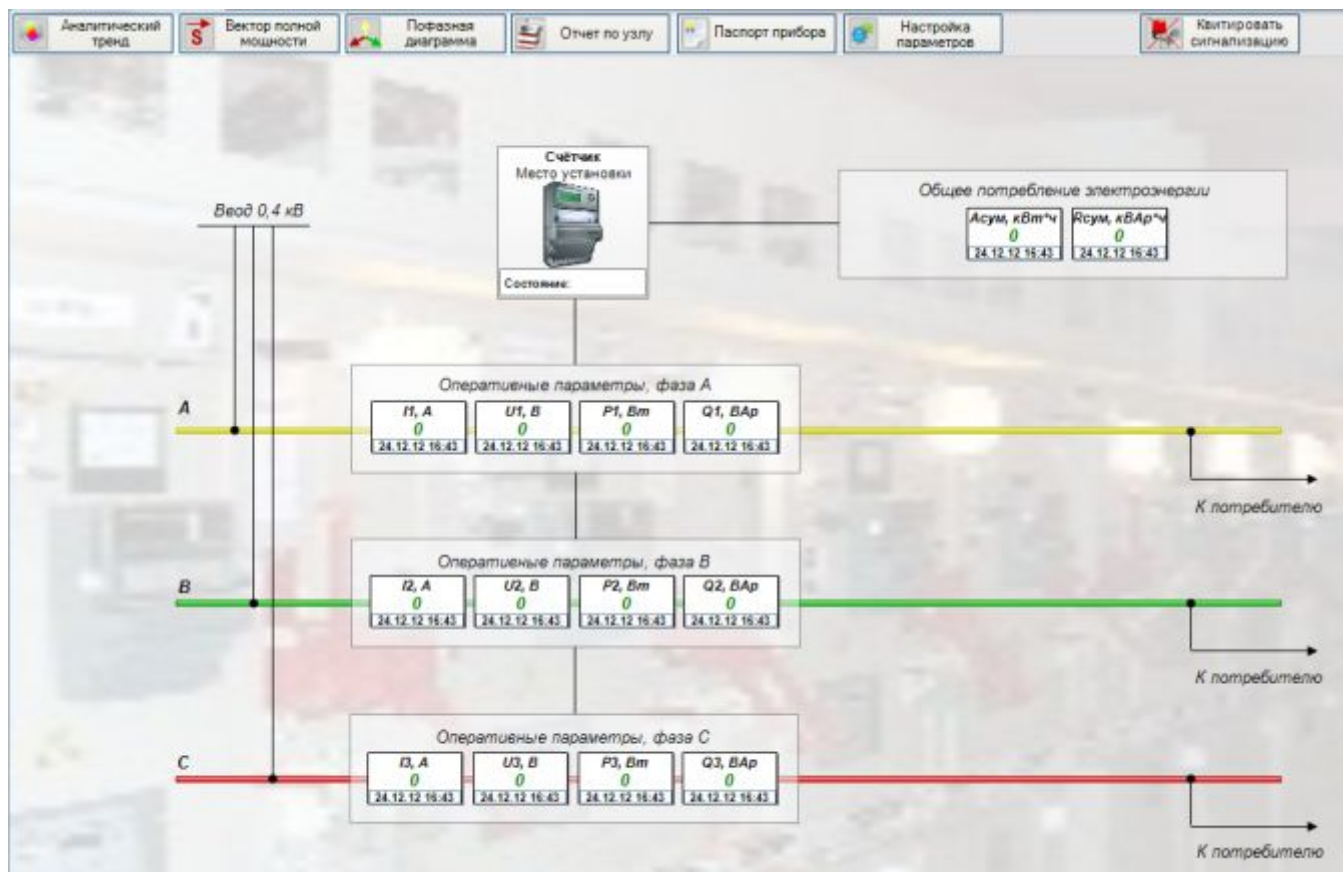 Аналитический
тренд
Вектор полной
мощности
Пофазная
диаграмма
Отчет по узлу
Паспорт прибора
Настройка
параметров
Квитировать
сигнализацию
Счётчик
Место установки
Состояние:
Общее потребление электроэнергии
Асум, кВт*ч
Rсум, кВАр*ч
0
0
24.12.12 16:43
24.12.12 16:43
Ввод 0,4 кВ
A
Оперативные параметры, фаза А
I1, А
U1, В
P1, Вт
Q1, ВАр
0
0
0
0
24.12.12 16:43
24.12.12 16:43
24.12.12 16:43
24.12.12 16:43
К потребителю
B
Оперативные параметры, фаза В
I2, А
U2, В
P2, Вт
Q2, ВАр
0
0
0
0
24.12.12 16:43
24.12.12 16:43
24.12.12 16:43
24.12.12 16:43
К потребителю
C
Оперативные параметры, фаза С
I3, А
U3, В
P3, Вт
Q3, ВАр
0
0
0
0
24.12.12 16:43
24.12.12 16:43
24.12.12 16:43
24.12.12 16:43
К потребителю